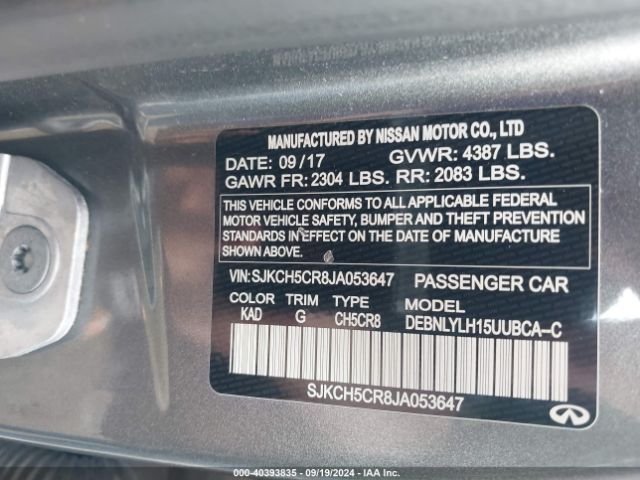 MANUFACTURED BY NISSAN MOTOR CO., LTD
DATE: 09/17 GVWR: 4387 LBS.
GAWR FR: 2304 LBS. RR: 2083 LBS.
THIS VEHICLE CONFORMS TO ALL APPLICABLE FEDERAL
MOTOR VEHICLE SAFETY, BUMPER AND THEFT PREVENTION
STANDARDS IN EFFECT ON THE DATE OF MANUFACTURE
SHOWN ABOVE.
VIN: SJKCH5CR8JA053647 PASSENGER CAR
COLOR TRIM TYPE MODEL
KAD G CH5CR8 DEBNLYLH15UUBCA-C
SJKCH5CR8JA053647
000-40393835 - 09/19/2024 - IAA Inc.